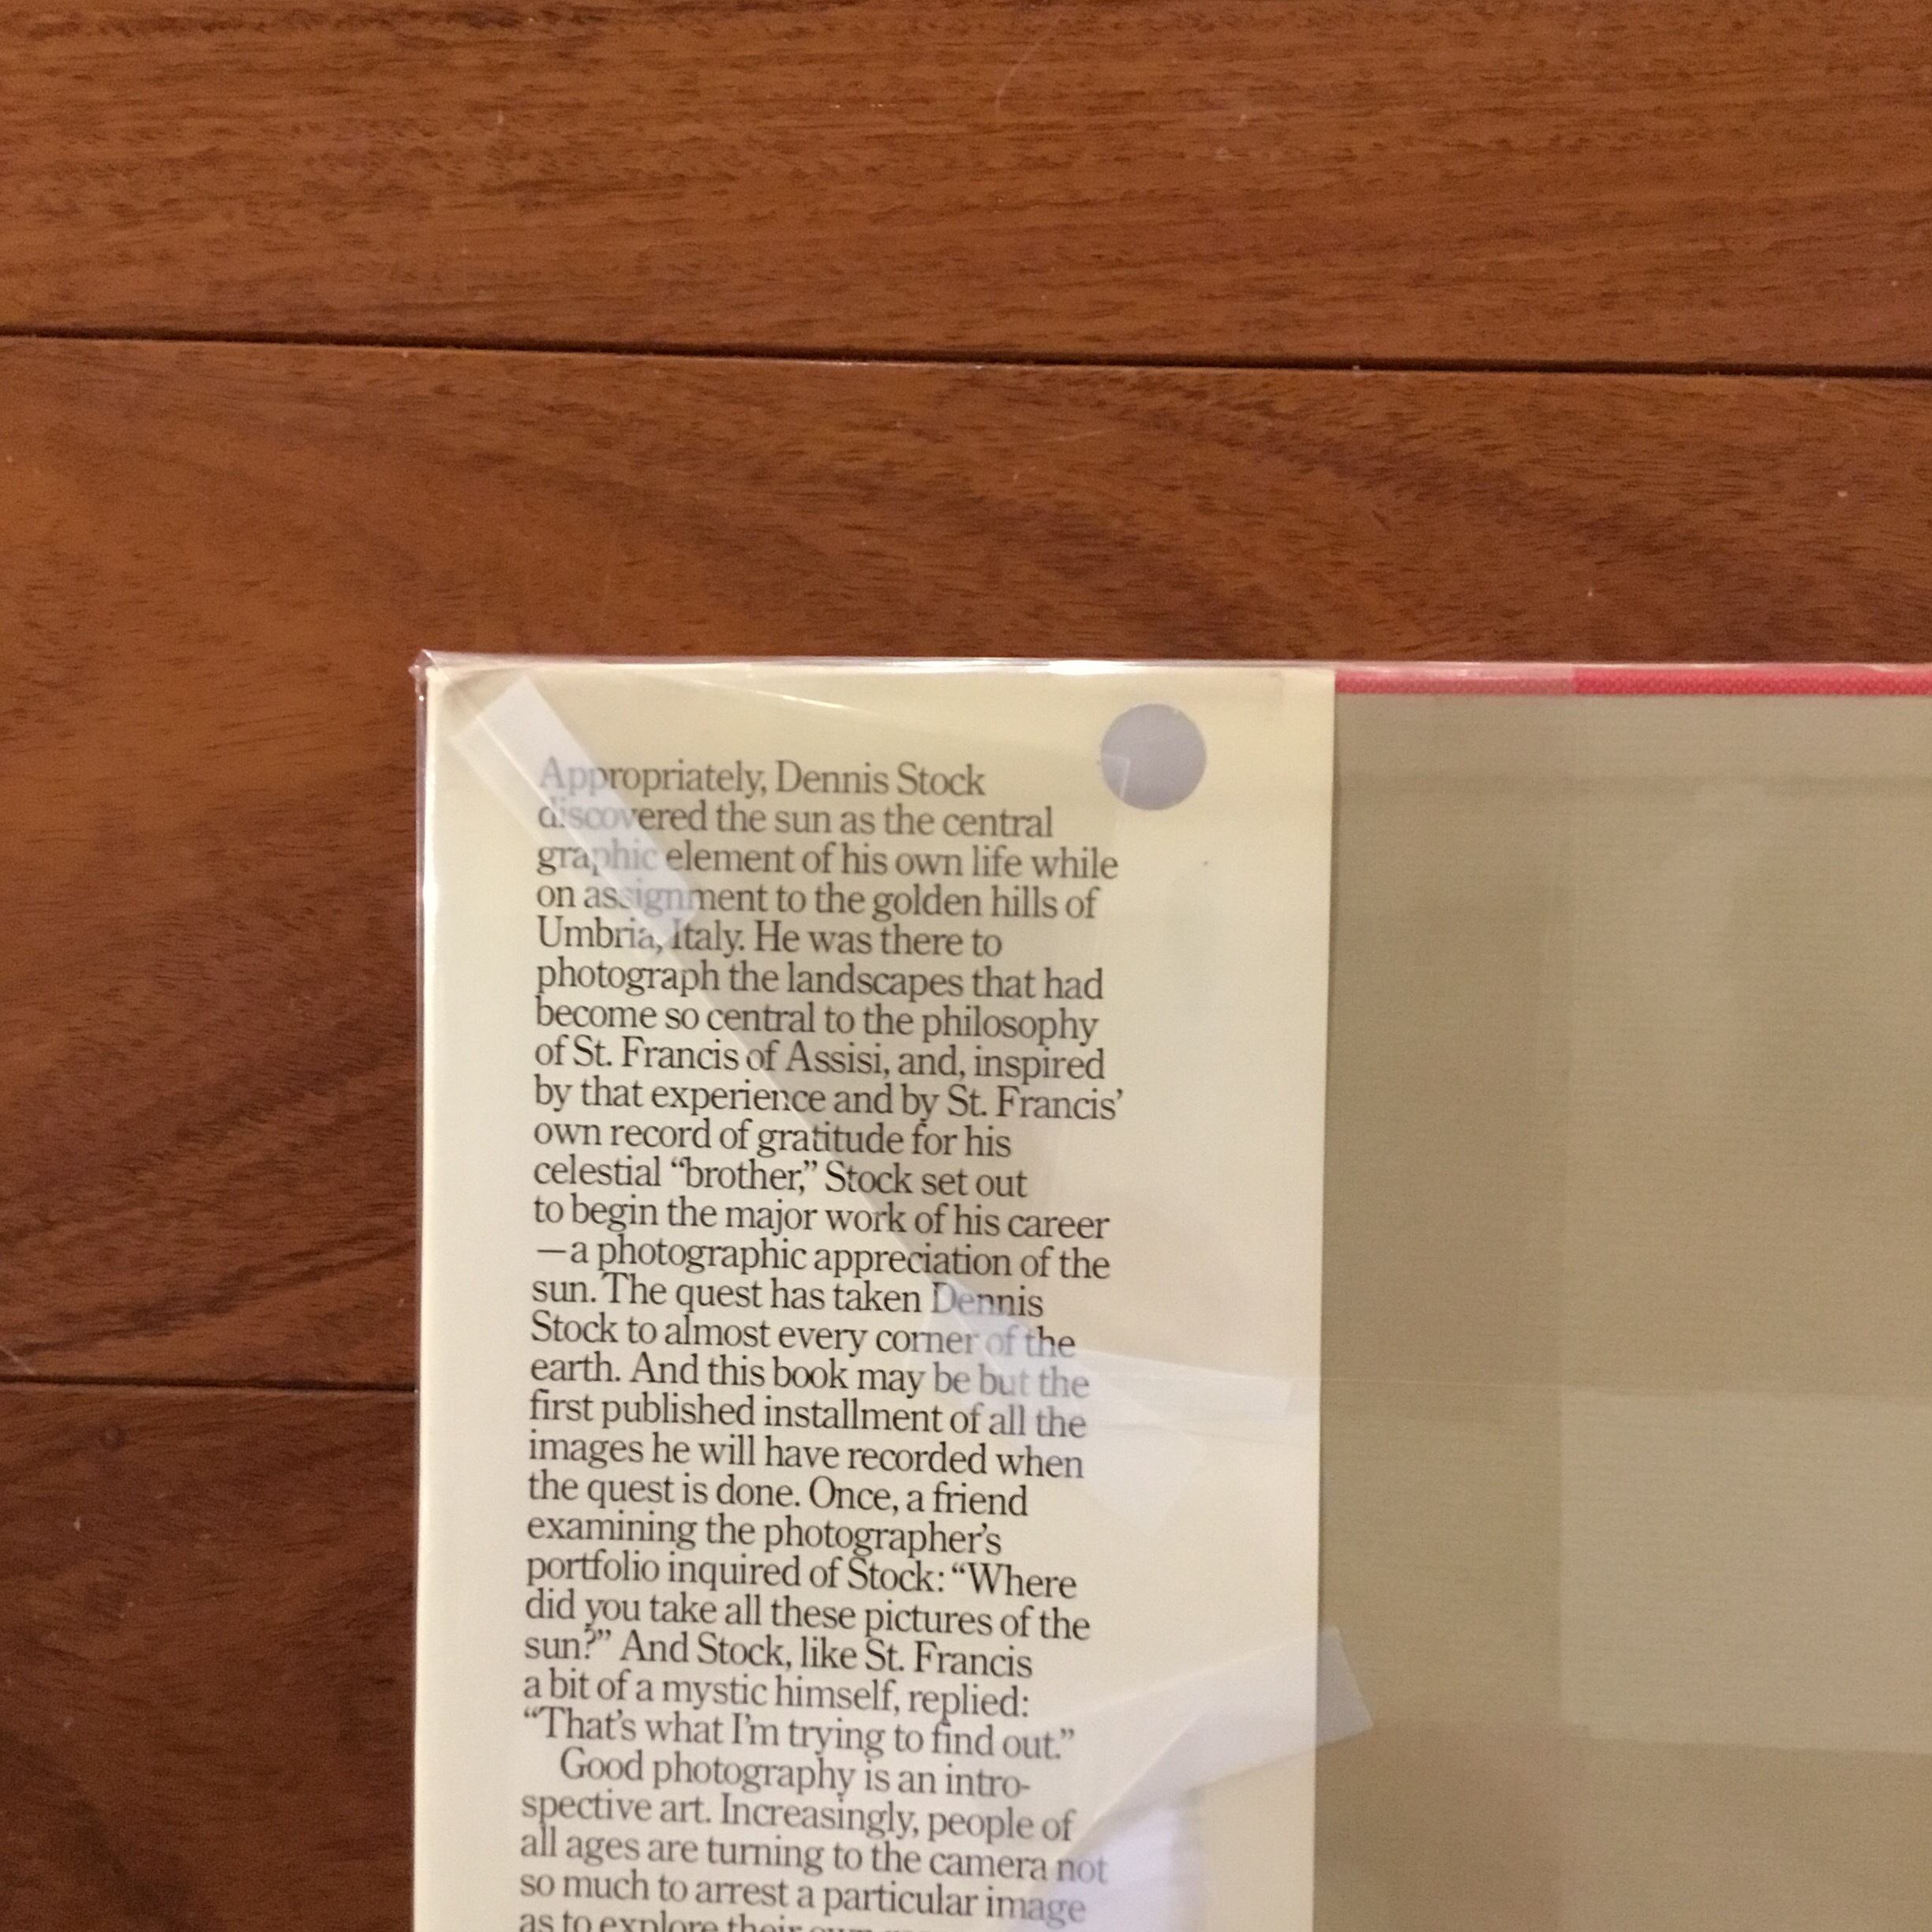 Appropriately, Dennis Stock
discovered the sun as the central
graphic element of his own life while
on assignment to the golden hills of
Umbria, Italy. He was there to
photograph the landscapes that had
become so central to the philosophy
of St. Francis of Assisi, and, inspired
by that experience and by St. Francis’
own record of gratitude for his
celestial “brother,” Stock set out
to begin the major work of his career
—a photographic appreciation of the
sun. The quest has taken Dennis
Stock to almost every corner of the
earth. And this book may be but the
first published installment of all the
images he will have recorded when
the quest is done. Once, a friend
examining the photographer’s
portfolio inquired of Stock: “Where
did you take all these pictures of the
sun?” And Stock, like St. Francis
a bit of a mystic himself, replied:
“That’s what I’m trying to find out.”
Good photography is an intro-
spective art. Increasingly, people of
all ages are turning to the camera not
so much to arrest a particular image
as to explore their own